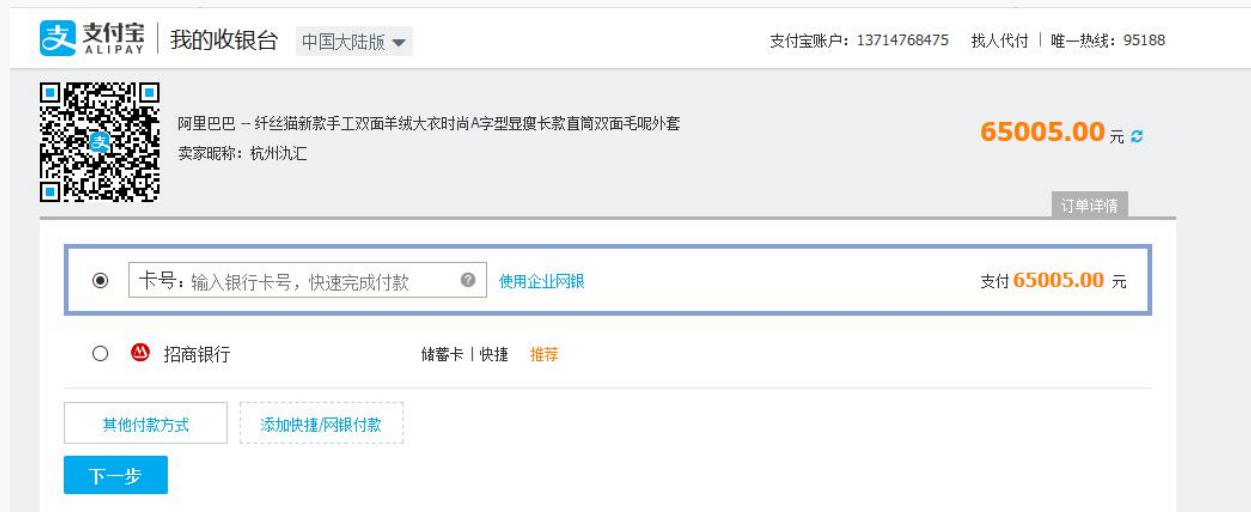 支付宝 ALIPAY 我的收银台 中国大陆版 支付宝账户：13714768475 找人代付 | 唯一热线：95188
阿里巴巴 -- 纤丝猫新款手工双面羊绒大衣时尚A字型显瘦长款直筒双面毛呢外套
65005.00 元
卖家昵称：杭州氿汇
订单详情
卡号：输入银行卡号，快速完成付款 ? 使用企业网银 支付 65005.00 元
招商银行 储蓄卡 | 快捷 推荐
其他付款方式 添加快捷/网银付款
下一步